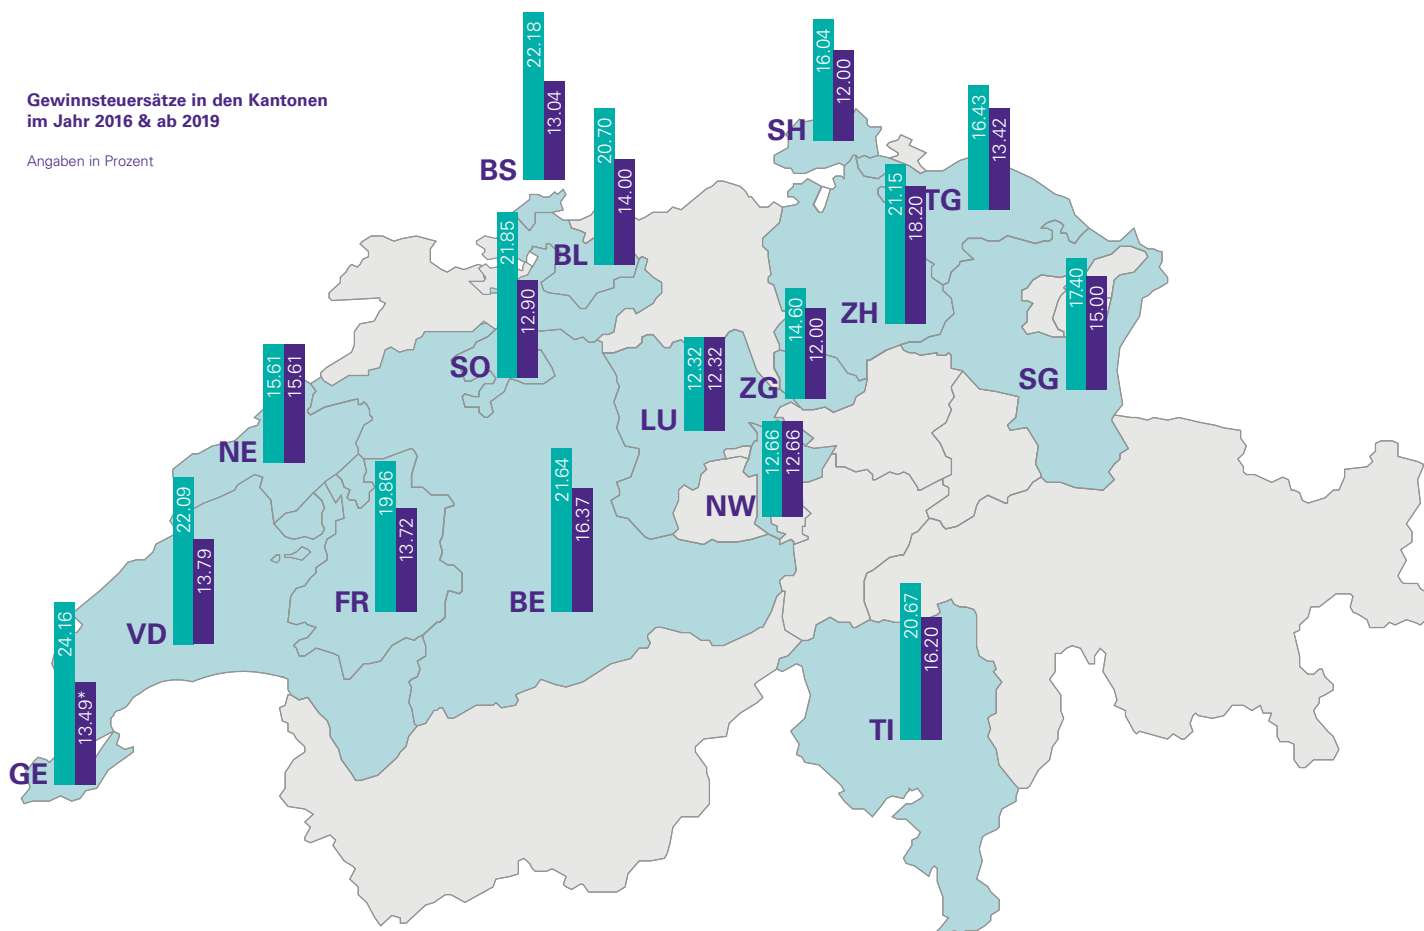 Gewinnsteuersätze in den Kantonen
im Jahr 2016 & ab 2019
Angaben in Prozent
BS
22.18
13.04
SH
16.04
12.00
BL
20.70
14.00
TG
16.43
13.42
SO
21.85
12.90
ZH
21.15
18.20
SG
17.40
15.00
ZG
14.60
12.00
LU
12.32
12.32
NE
15.61
15.61
NW
12.66
12.66
VD
22.09
13.79
FR
19.86
13.72
BE
21.64
16.37
GE
24.16
13.49*
TI
20.67
16.20